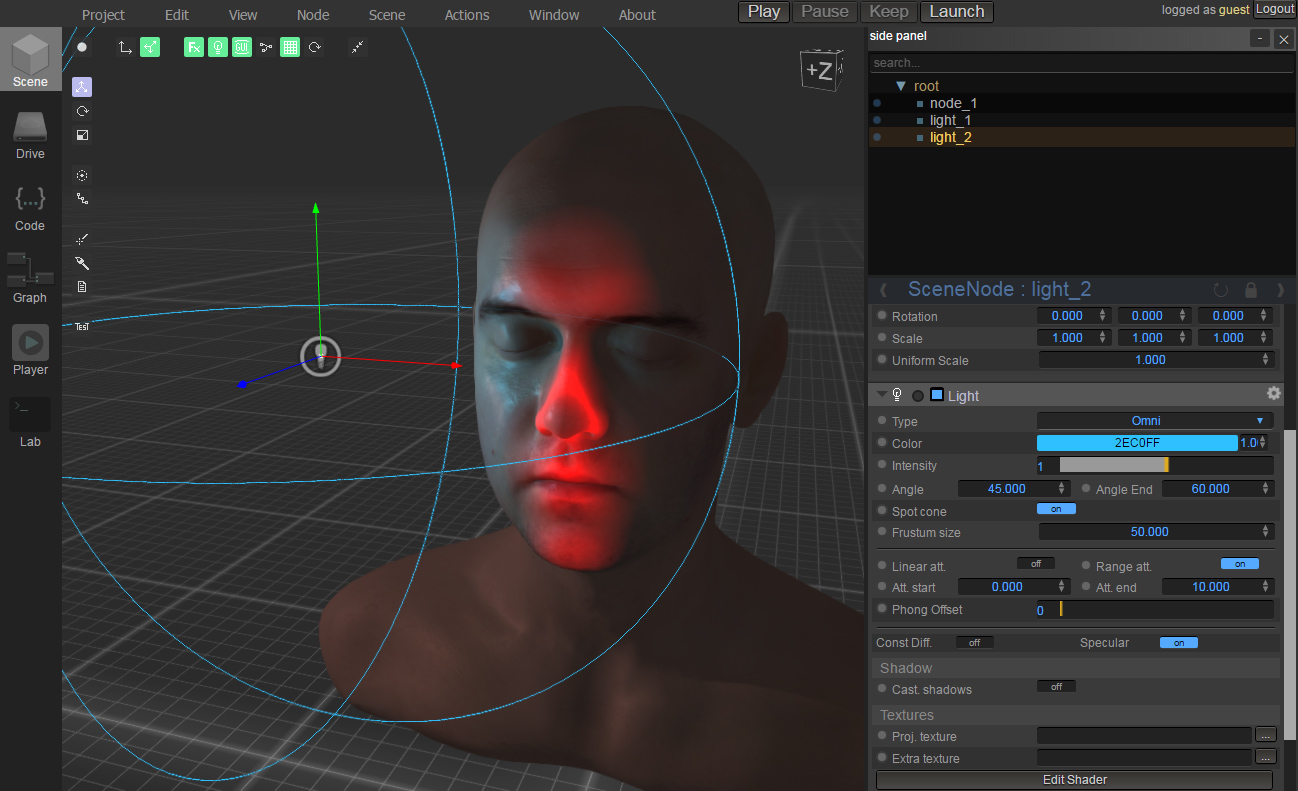 Project Edit View Node Scene Actions Window About Play Pause Keep Launch logged as guest Logout
side panel -
search...
root
node_1
light_1
light_2
Scene
Drive
{...}
Code
Graph
Player
>_
Lab
Fx GUI
TEST
+Z
SceneNode : light_2
Rotation 0.000 0.000 0.000
Scale 1.000 1.000 1.000
Uniform Scale 1.000
Light
Type Omni
Color 2EC0FF 1.0
Intensity 1
Angle 45.000 Angle End 60.000
Spot cone on
Frustum size 50.000
Linear att. off Range att. on
Att. start 0.000 Att. end 10.000
Phong Offset 0
Const Diff. off Specular on
Shadow
Cast. shadows off
Textures
Proj. texture ...
Extra texture ...
Edit Shader